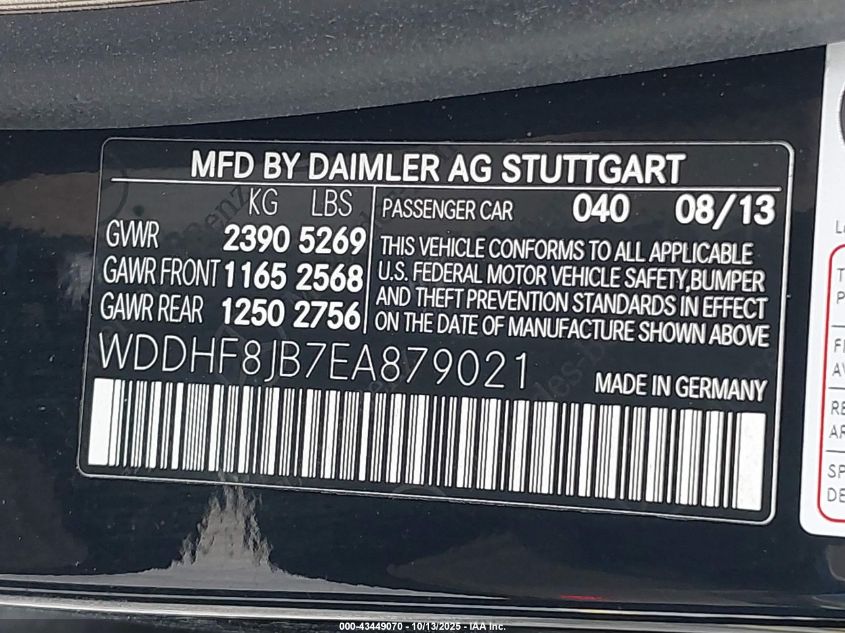 MFD BY DAIMLER AG STUTTGART
KG LBS
GVWR 2390 5269
GAWR FRONT 1165 2568
GAWR REAR 1250 2756
PASSENGER CAR 040 08/13
THIS VEHICLE CONFORMS TO ALL APPLICABLE
U.S. FEDERAL MOTOR VEHICLE SAFETY,BUMPER
AND THEFT PREVENTION STANDARDS IN EFFECT
ON THE DATE OF MANUFACTURE SHOWN ABOVE
WDDHF8JB7EA879021
MADE IN GERMANY
000-43449070 - 10/13/2025 - IAA Inc.